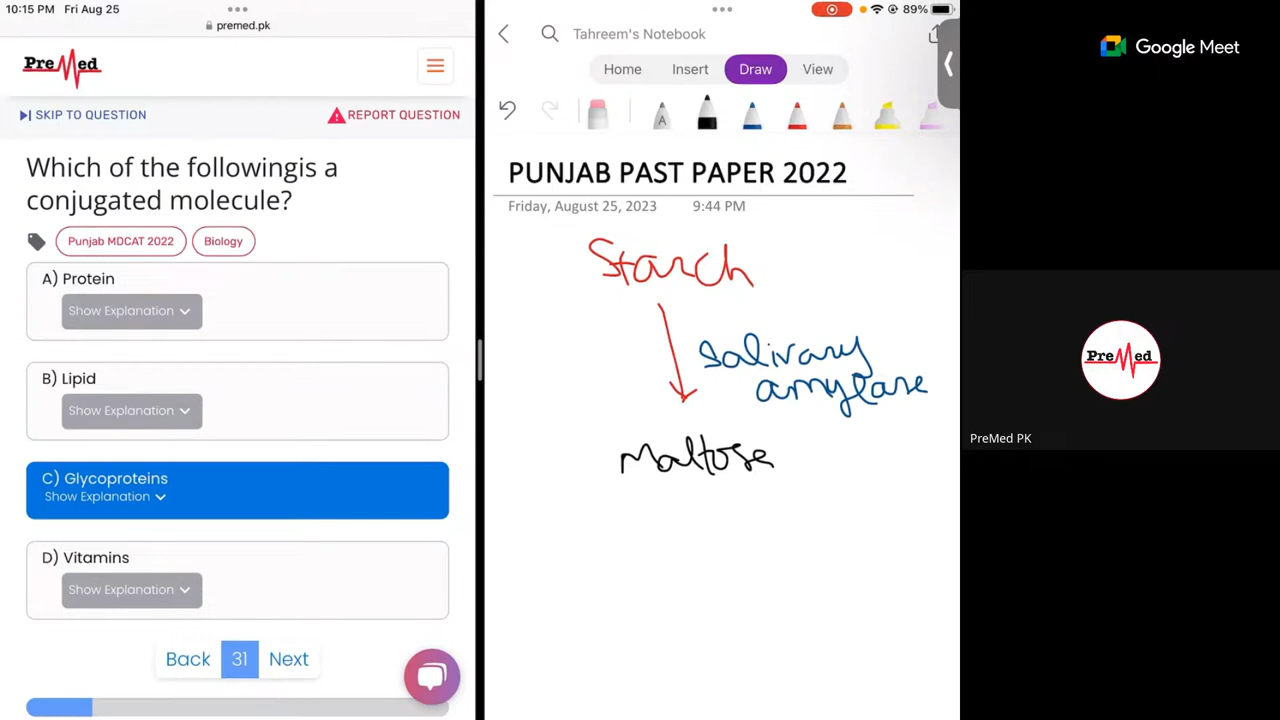 10:15 PM Fri Aug 25
premed.pk
PreMed
SKIP TO QUESTION
REPORT QUESTION
Which of the followingis a
conjugated molecule?
Punjab MDCAT 2022
Biology
A) Protein
Show Explanation
B) Lipid
Show Explanation
C) Glycoproteins
Show Explanation
D) Vitamins
Show Explanation
Back 31 Next
89%
Tahreem's Notebook
Home Insert Draw View
A
PUNJAB PAST PAPER 2022
Friday, August 25, 2023 9:44 PM
Starch
Salivary
amylase
Maltose
Google Meet
PreMed
PreMed PK